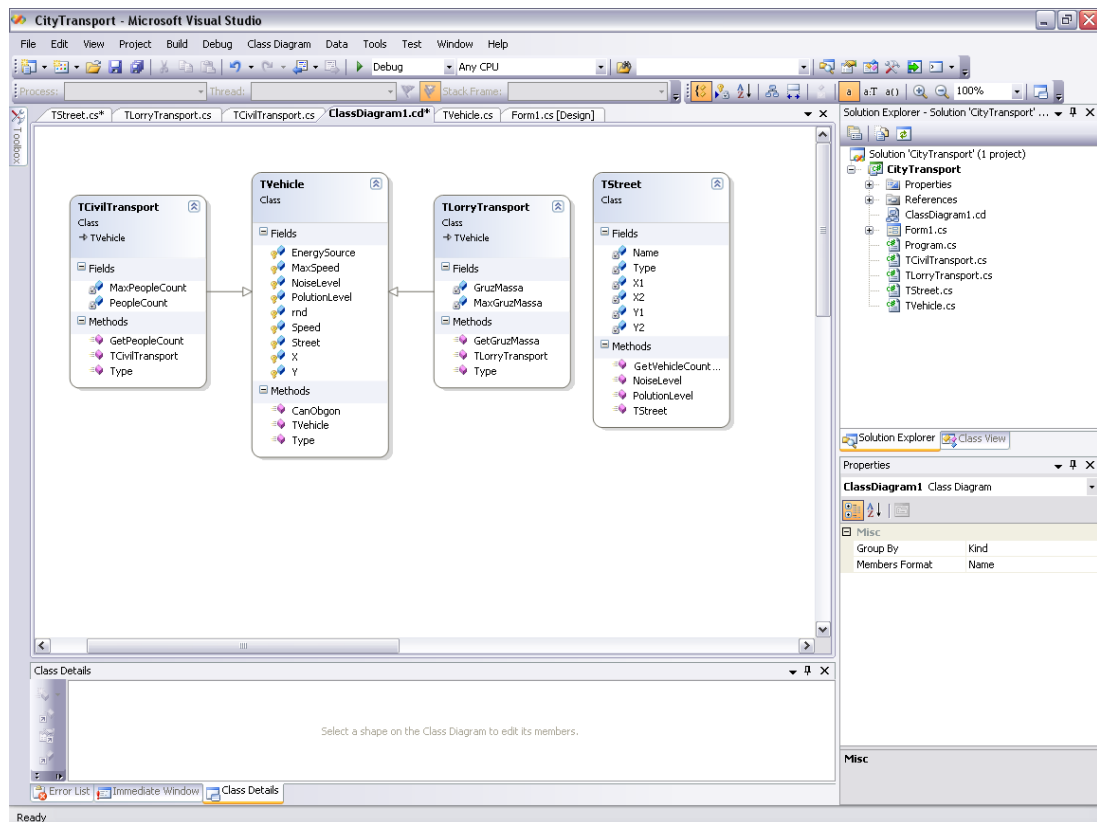 CityTransport - Microsoft Visual Studio
File Edit View Project Build Debug Class Diagram Data Tools Test Window Help
Debug Any CPU
Process: Thread: Stack Frame: a a:T a() 100%
TStreet.cs* TLorryTransport.cs TCivilTransport.cs ClassDiagram1.cd* TVehicle.cs Form1.cs [Design]
Toolbox
TCivilTransport
Class
TVehicle
Fields
MaxPeopleCount
PeopleCount
Methods
GetPeopleCount
TCivilTransport
Type
TVehicle
Class
Fields
EnergySource
MaxSpeed
NoiseLevel
PolutionLevel
rnd
Speed
Street
X
Y
Methods
CanObgon
TVehicle
Type
TLorryTransport
Class
TVehicle
Fields
GruzMassa
MaxGruzMassa
Methods
GetGruzMassa
TLorryTransport
Type
TStreet
Class
Fields
Name
Type
X1
X2
Y1
Y2
Methods
GetVehicleCount...
NoiseLevel
PolutionLevel
TStreet
Solution Explorer - Solution 'CityTransport' ...
Solution 'CityTransport' (1 project)
CityTransport
Properties
References
ClassDiagram1.cd
Form1.cs
Program.cs
TCivilTransport.cs
TLorryTransport.cs
TStreet.cs
TVehicle.cs
Solution Explorer Class View
Properties
ClassDiagram1 Class Diagram
Misc
Group By Kind
Members Format Name
Misc
Class Details
Select a shape on the Class Diagram to edit its members.
Error List Immediate Window Class Details
Ready